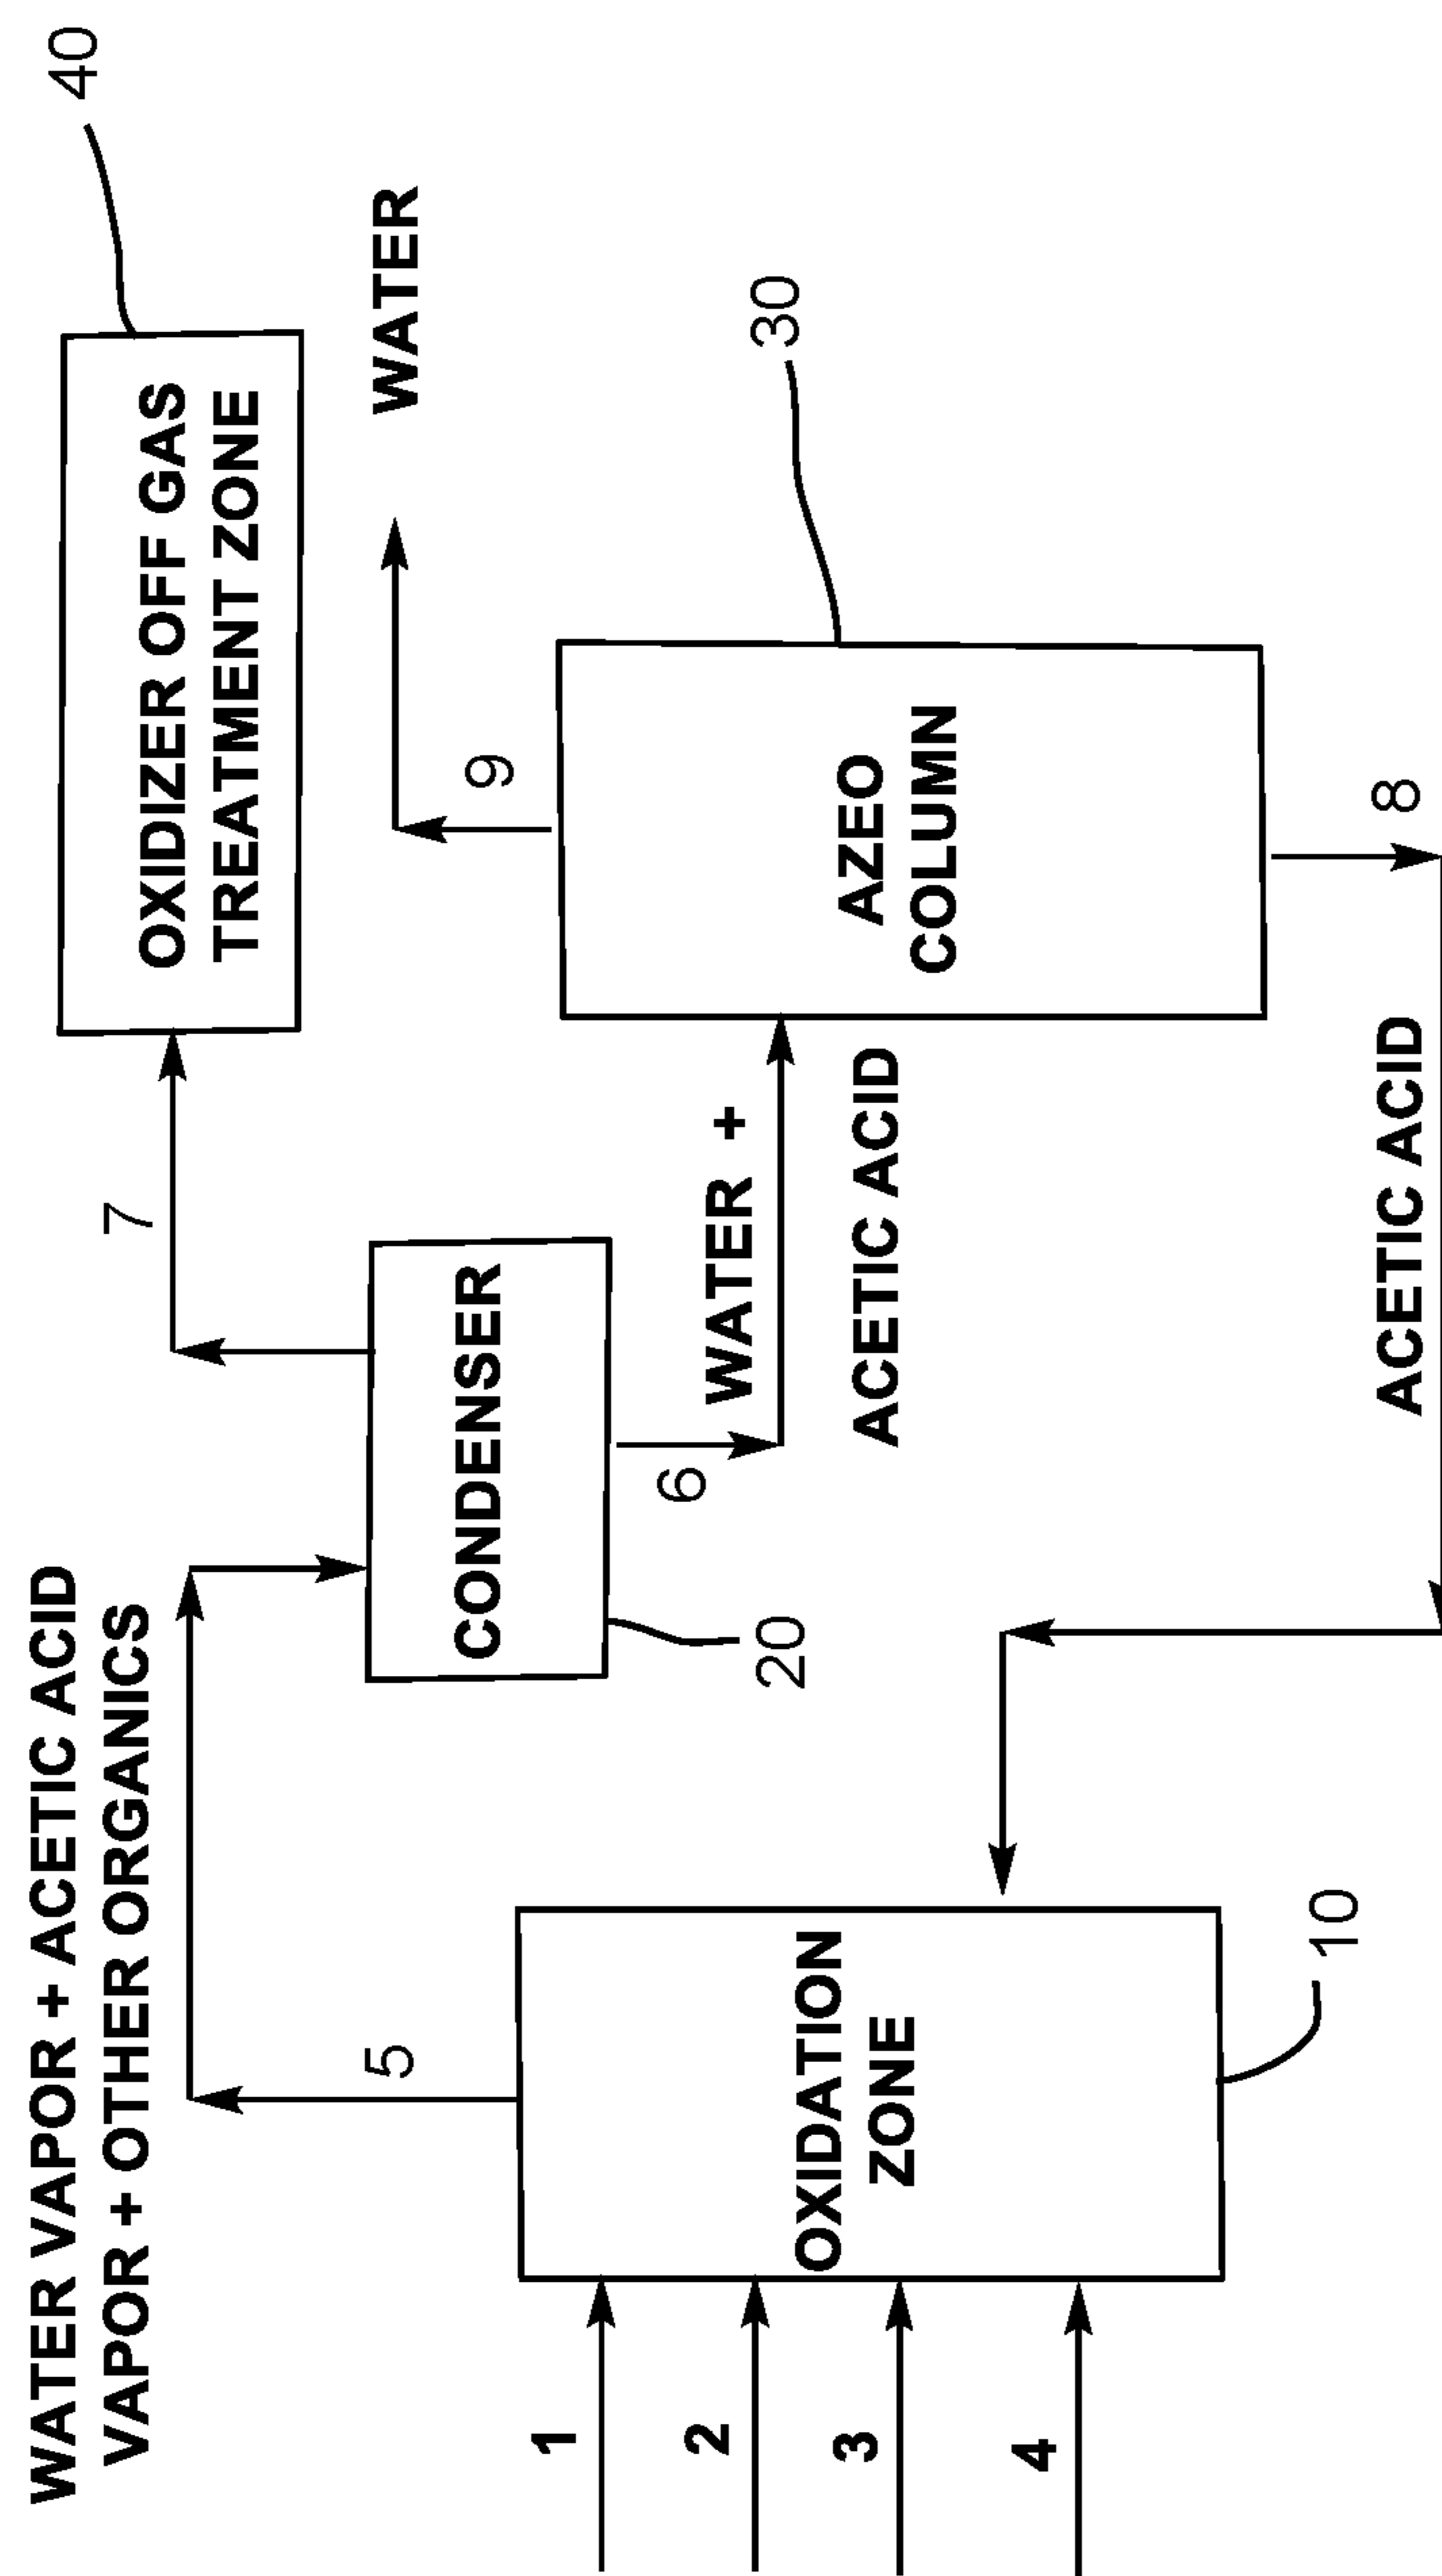 WATER VAPOR + ACETIC ACID
VAPOR + OTHER ORGANICS
5
1
2
3
4
OXIDATION
ZONE
10
CONDENSER
20
6
7
WATER +
ACETIC ACID
OXIDIZER OFF GAS
TREATMENT ZONE
40
WATER
9
AZEO
COLUMN
30
8
ACETIC ACID